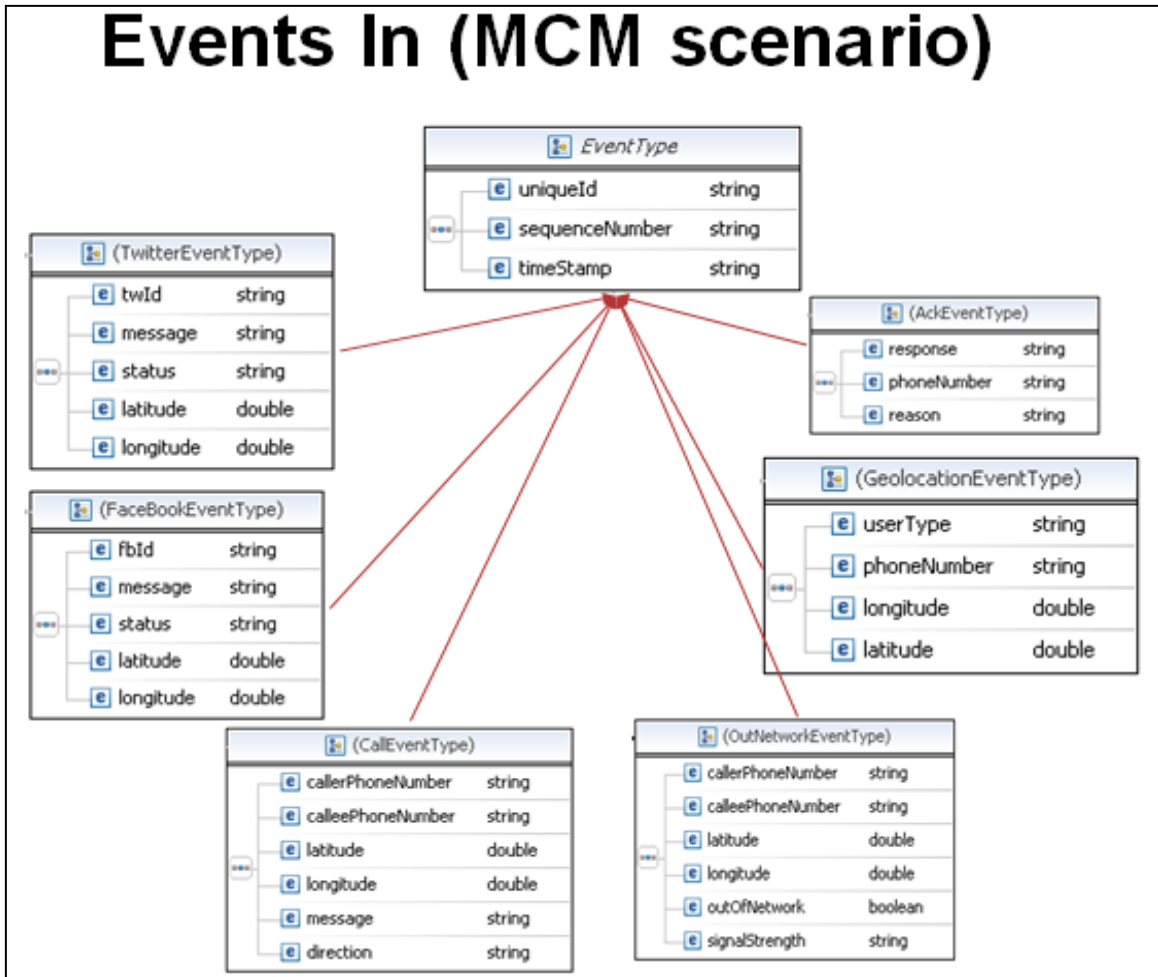 Events In (MCM scenario)
EventType
e uniqueId string
e sequenceNumber string
e timeStamp string
(TwitterEventType)
e twId string
e message string
e status string
e latitude double
e longitude double
(AckEventType)
e response string
e phoneNumber string
e reason string
(FaceBookEventType)
e fbId string
e message string
e status string
e latitude double
e longitude double
(GeolocationEventType)
e userType string
e phoneNumber string
e longitude double
e latitude double
(CallEventType)
e callerPhoneNumber string
e calleePhoneNumber string
e latitude double
e longitude double
e message string
e direction string
(OutNetworkEventType)
e callerPhoneNumber string
e calleePhoneNumber string
e latitude double
e longitude double
e outOfNetwork boolean
e signalStrength string